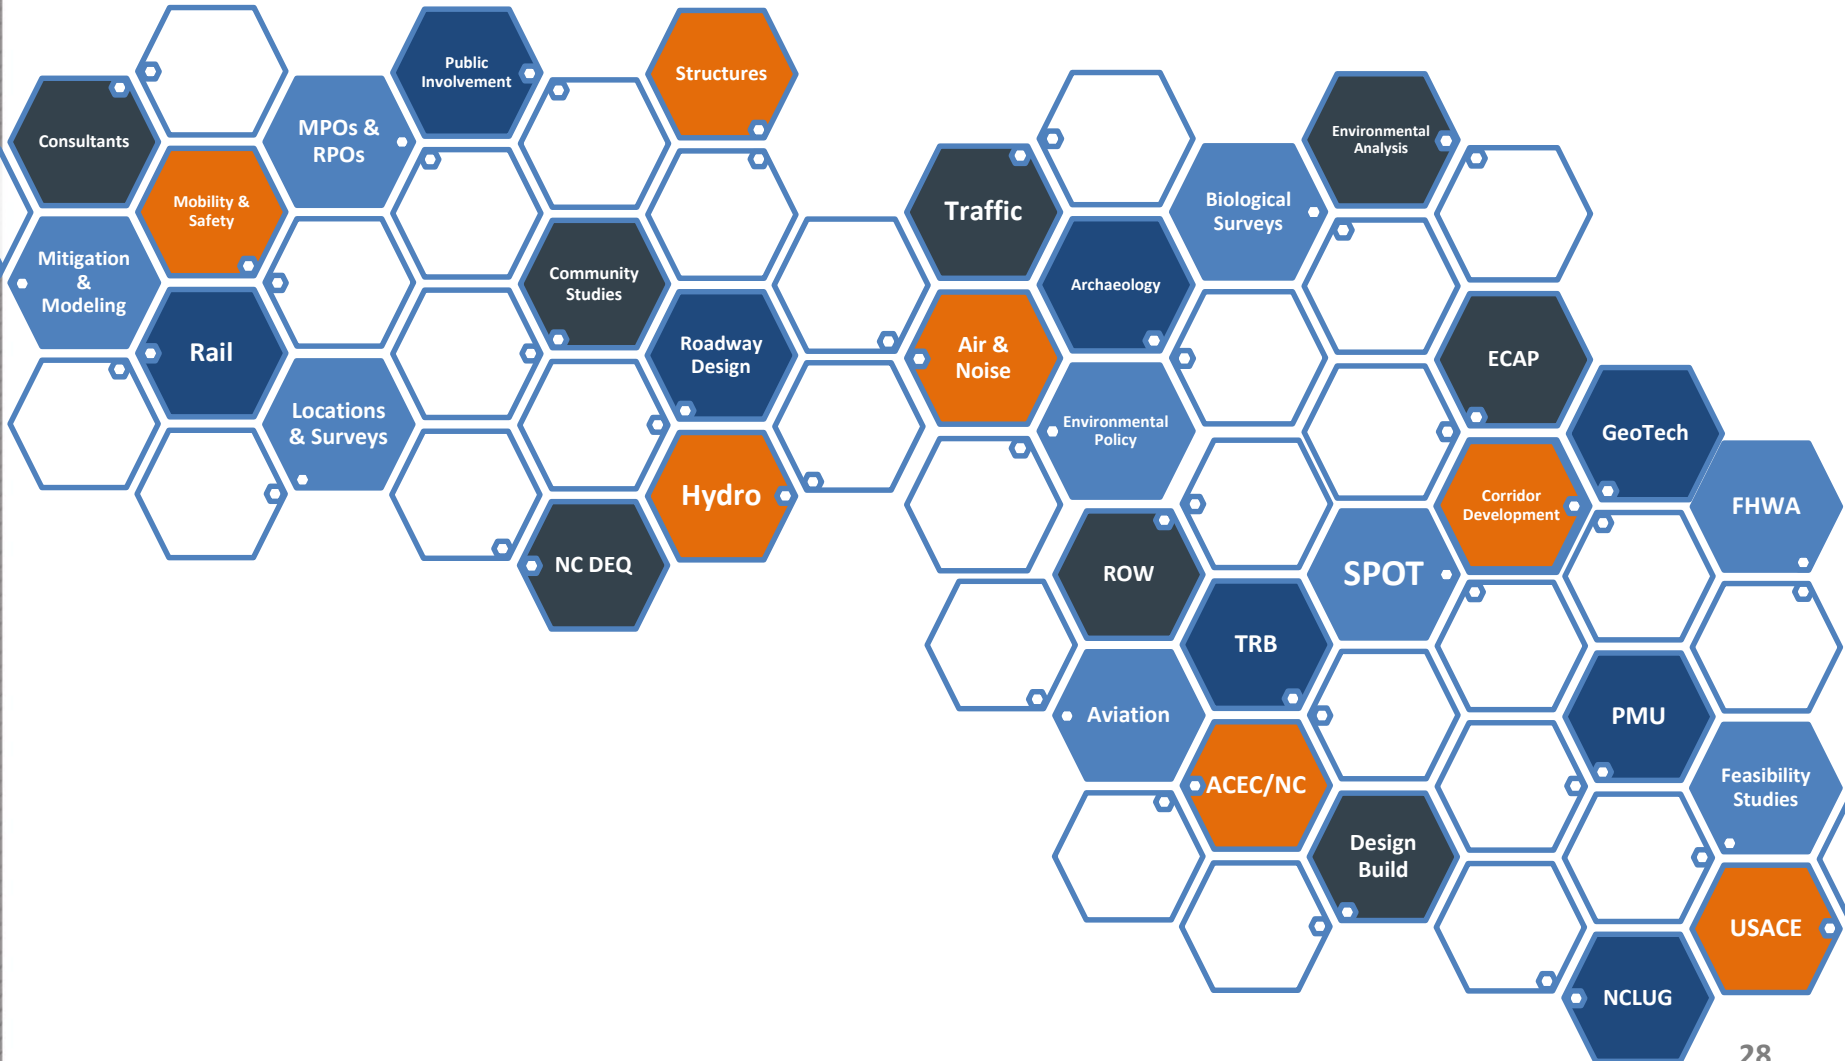 Public
Involvement
Structures
Consultants
MPOs &
RPOs
Mobility &
Safety
Mitigation
&
Modeling
Community
Studies
Rail
Roadway
Design
Locations
& Surveys
Hydro
NC DEQ
Environmental
Analysis
Traffic
Biological
Surveys
Archaeology
Air &
Noise
ECAP
Environmental
Policy
GeoTech
Corridor
Development
FHWA
ROW
SPOT
TRB
Aviation
PMU
ACEC/NC
Feasibility
Studies
Design
Build
USACE
NCLUG
28